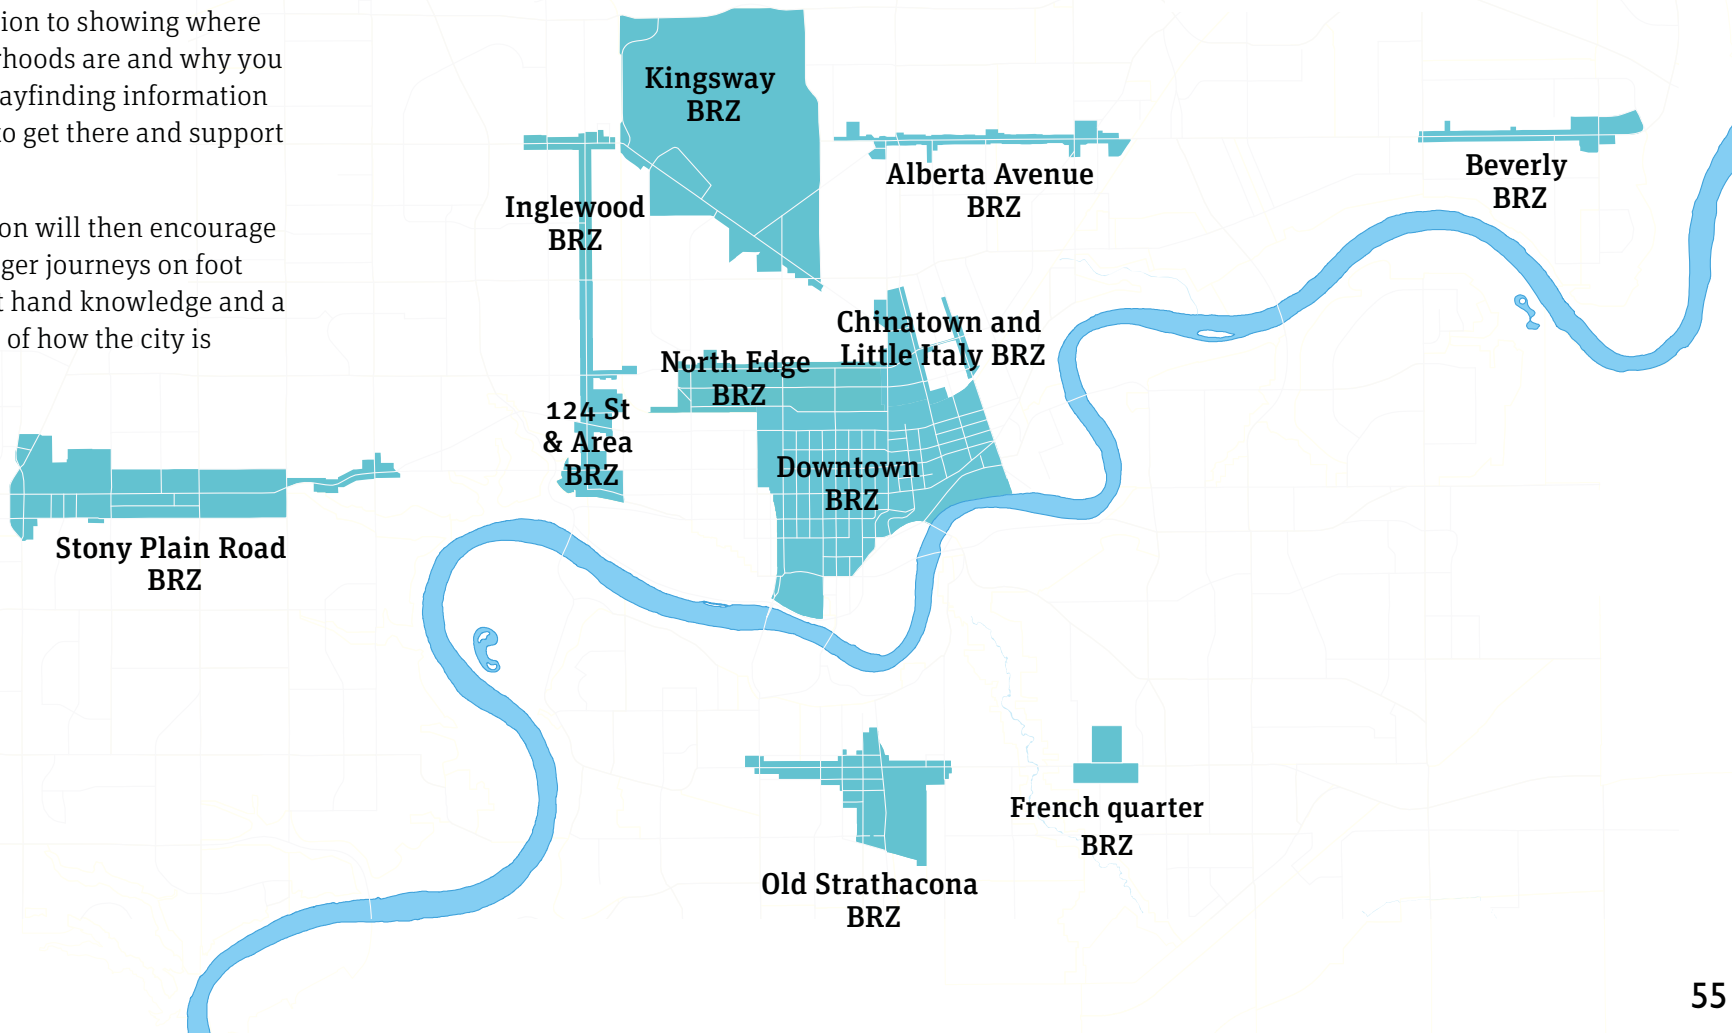 ion to showing where
rhoods are and why you
ayfinding information
to get there and support
on will then encourage
ger journeys on foot
t hand knowledge and a
of how the city is
Kingsway
BRZ
Alberta Avenue
BRZ
Beverly
BRZ
Inglewood
BRZ
Chinatown and
Little Italy BRZ
North Edge
BRZ
124 St
& Area
BRZ
Downtown
BRZ
Stony Plain Road
BRZ
French quarter
BRZ
Old Strathacona
BRZ
55